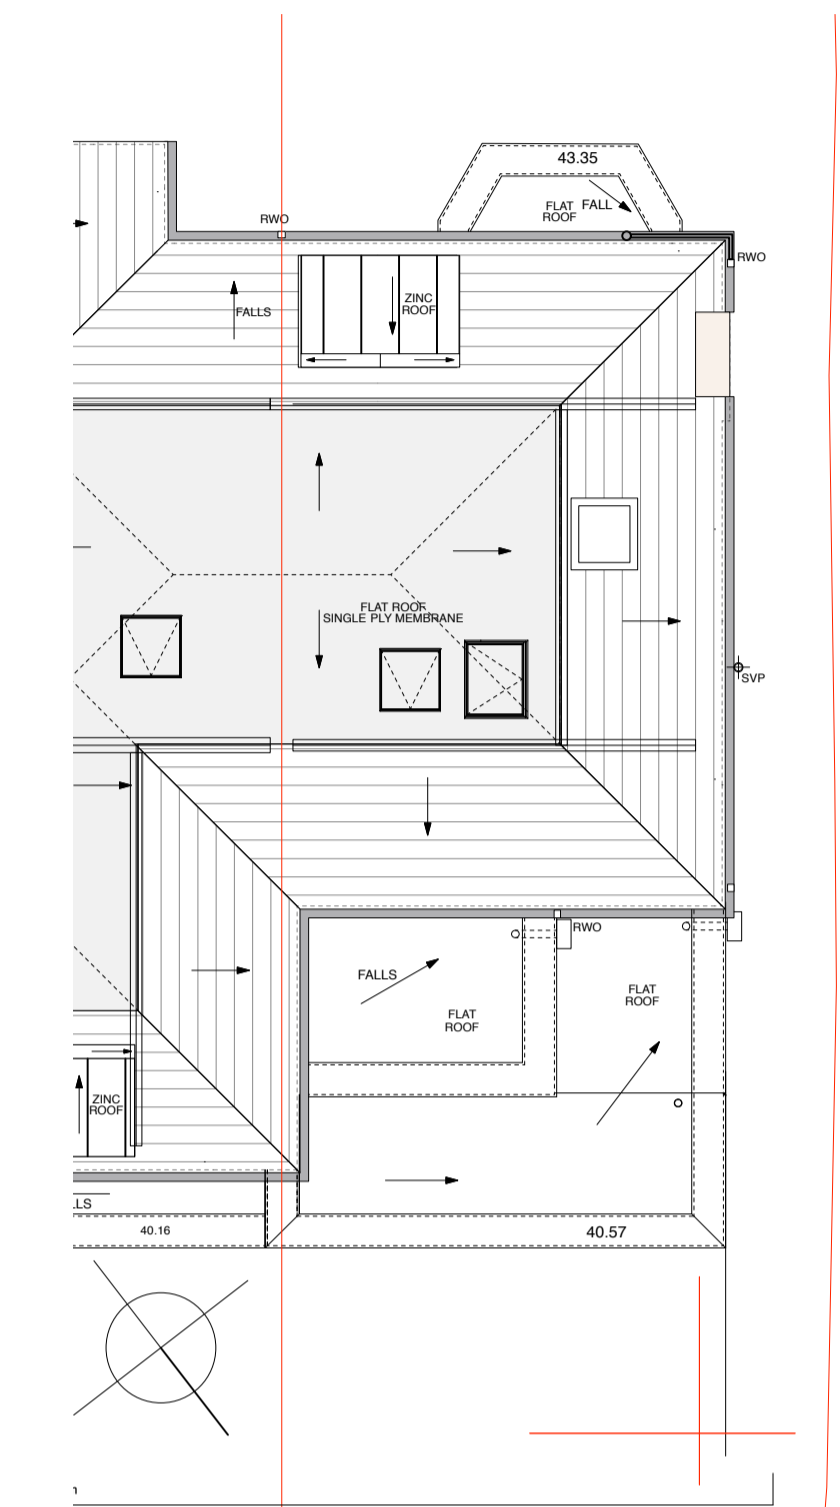 43.35
FLAT
ROOF
FALL
RWO
RWO
FALLS
ZINC
ROOF
FLAT ROOF
SINGLE PLY MEMBRANE
SVP
RWO
FALLS
FLAT
ROOF
FLAT
ROOF
ZINC
ROOF
LLS
40.16
40.57